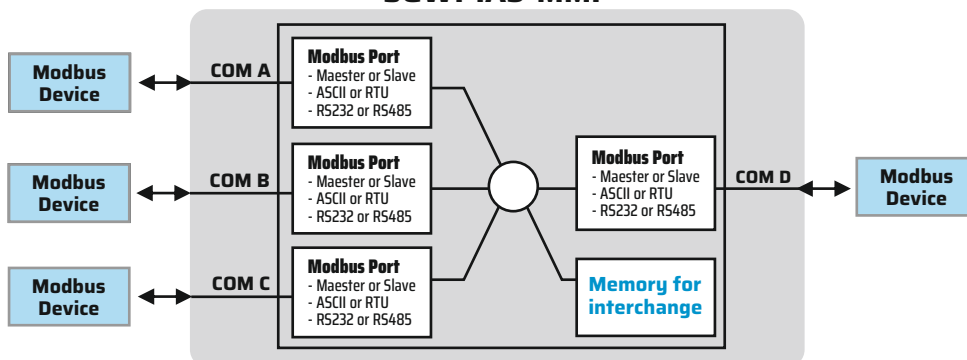 Modbus Port
- Maester or Slave
- ASCII or RTU
- RS232 or RS485
COM A
Modbus
Device
Modbus Port
- Maester or Slave
- ASCII or RTU
- RS232 or RS485
COM B
Modbus
Device
Modbus Port
- Maester or Slave
- ASCII or RTU
- RS232 or RS485
COM D
Modbus
Device
Modbus Port
- Maester or Slave
- ASCII or RTU
- RS232 or RS485
COM C
Modbus
Device
Memory for
interchange